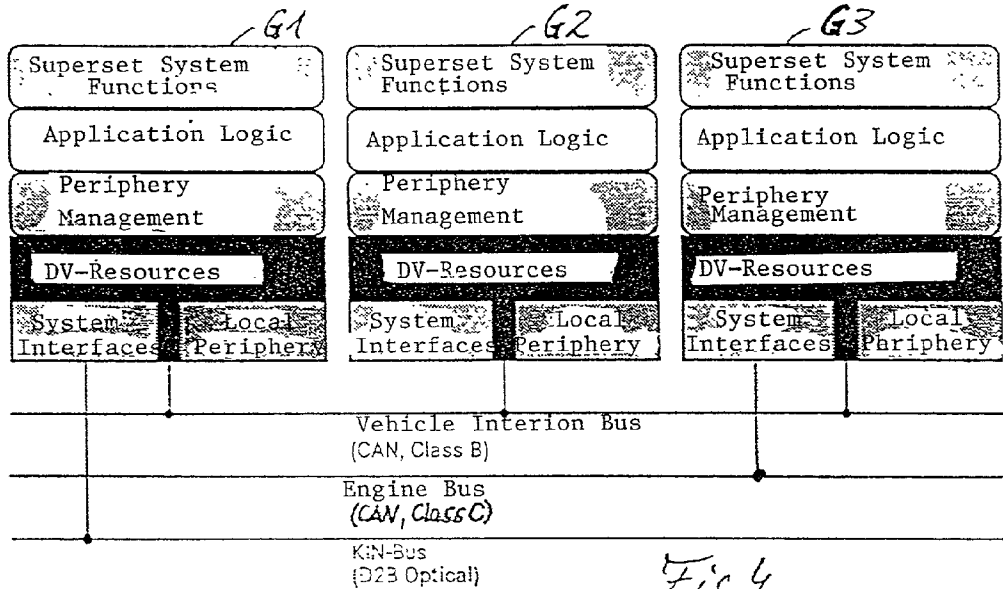 G1 G2 G3
Superset System
Functions
Superset System
Functions
Superset System
Functions
Application Logic
Application Logic
Application Logic
Periphery
Management
Periphery
Management
Periphery
Management
DV-Resources
DV-Resources
DV-Resources
System
Interfaces
Local
Periphery
System
Interfaces
Local
Periphery
System
Interfaces
Local
Phriphery
Vehicle Interion Bus
(CAN, Class B)
Engine Bus
(CAN, Class C)
KIN-Bus
(D2B Optical)
Fig 4